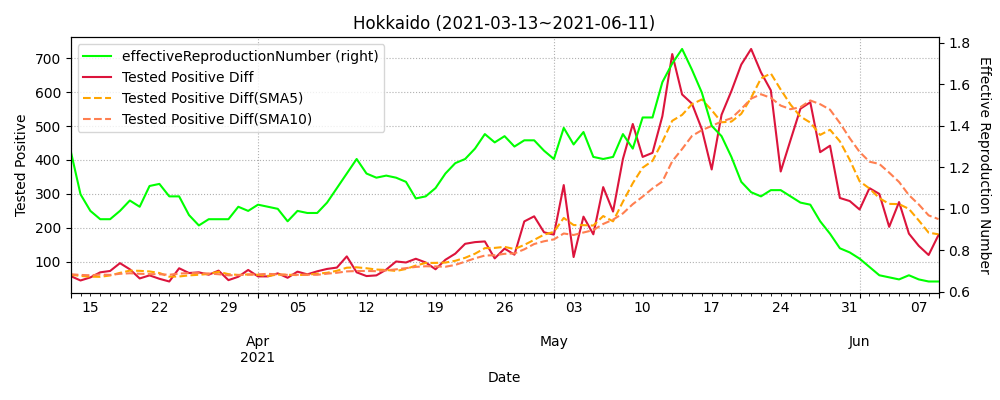 Hokkaido (2021-03-13~2021-06-11)
effectiveReproductionNumber (right)
Tested Positive Diff
Tested Positive Diff(SMA5)
Tested Positive Diff(SMA10)
Tested Positive
700
600
500
400
300
200
100
1.8
1.6
1.4
1.2
1.0
0.8
0.6
Effective Reproduction Number
15 22 29 05 12 19 26 03 10 17 24 31 07
Apr May Jun
2021
Date